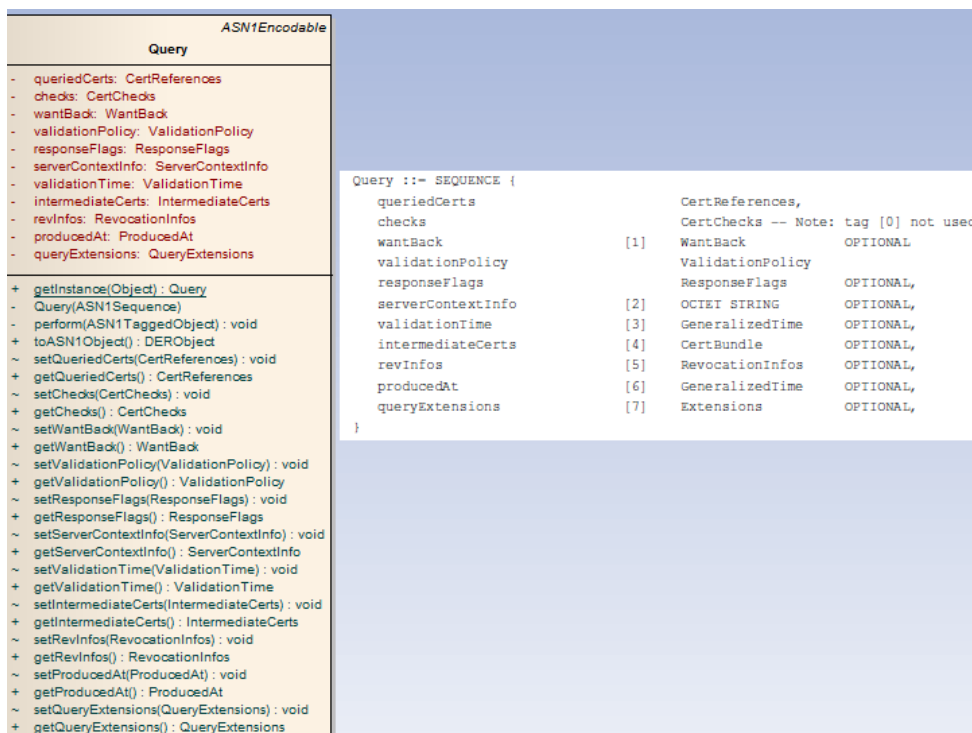 ASN1Encodable
Query
- queriedCerts: CertReferences
- checks: CertChecks
- wantBack: WantBack
- validationPolicy: ValidationPolicy
- responseFlags: ResponseFlags
- serverContextInfo: ServerContextInfo
- validationTime: ValidationTime
- intermediateCerts: IntermediateCerts
- revInfos: RevocationInfos
- producedAt: ProducedAt
- queryExtensions: QueryExtensions
+ getInstance(Object) : Query
- Query(ASN1Sequence)
- perform(ASN1TaggedObject) : void
+ toASN1Object() : DERObject
~ setQueriedCerts(CertReferences) : void
+ getQueriedCerts() : CertReferences
~ setChecks(CertChecks) : void
+ getChecks() : CertChecks
~ setWantBack(WantBack) : void
+ getWantBack() : WantBack
~ setValidationPolicy(ValidationPolicy) : void
+ getValidationPolicy() : ValidationPolicy
~ setResponseFlags(ResponseFlags) : void
+ getResponseFlags() : ResponseFlags
~ setServerContextInfo(ServerContextInfo) : void
+ getServerContextInfo() : ServerContextInfo
~ setValidationTime(ValidationTime) : void
+ getValidationTime() : ValidationTime
~ setIntermediateCerts(IntermediateCerts) : void
+ getIntermediateCerts() : IntermediateCerts
~ setRevInfos(RevocationInfos) : void
+ getRevInfos() : RevocationInfos
~ setProducedAt(ProducedAt) : void
+ getProducedAt() : ProducedAt
~ setQueryExtensions(QueryExtensions) : void
+ getQueryExtensions() : QueryExtensions
Query ::= SEQUENCE {
queriedCerts CertReferences,
checks CertChecks -- Note: tag [0] not used
wantBack [1] WantBack OPTIONAL
validationPolicy ValidationPolicy
responseFlags ResponseFlags OPTIONAL,
serverContextInfo [2] OCTET STRING OPTIONAL,
validationTime [3] GeneralizedTime OPTIONAL,
intermediateCerts [4] CertBundle OPTIONAL,
revInfos [5] RevocationInfos OPTIONAL,
producedAt [6] GeneralizedTime OPTIONAL,
queryExtensions [7] Extensions OPTIONAL,
}